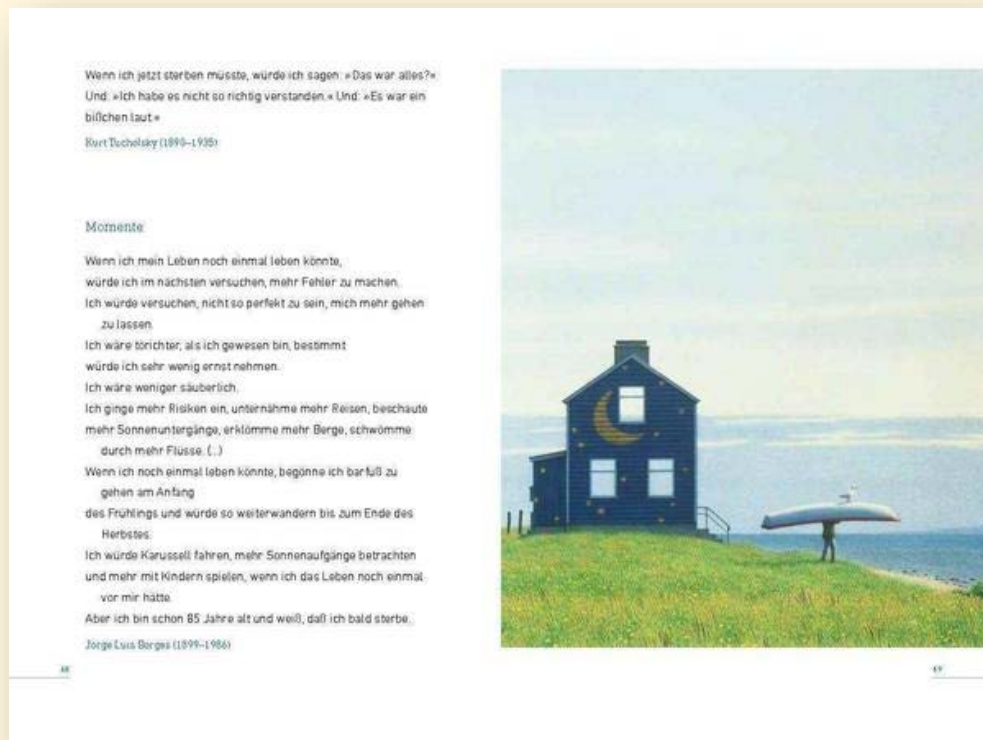 Wenn ich jetzt sterben müsste, würde ich sagen: »Das war alles?«
Und: »Ich habe es nicht so richtig verstanden.« Und: »Es war ein
bißchen laut.«
Kurt Tucholsky (1890–1935)
Momente
Wenn ich mein Leben noch einmal leben könnte,
würde ich im nächsten versuchen, mehr Fehler zu machen.
Ich würde versuchen, nicht so perfekt zu sein, mich mehr gehen
zu lassen.
Ich wäre törichter, als ich gewesen bin, bestimmt
würde ich sehr wenig ernst nehmen.
Ich wäre weniger säuberlich.
Ich ginge mehr Risiken ein, unternähme mehr Reisen, beschaute
mehr Sonnenuntergänge, erklömme mehr Berge, schwömme
durch mehr Flüsse. (...)
Wenn ich noch einmal leben könnte, begönne ich barfuß zu
gehen am Anfang
des Frühlings und würde so weiterwandern bis zum Ende des
Herbstes.
Ich würde Karussell fahren, mehr Sonnenaufgänge betrachten
und mehr mit Kindern spielen, wenn ich das Leben noch einmal
vor mir hätte.
Aber ich bin schon 85 Jahre alt und weiß, daß ich bald sterbe.
Jorge Luis Borges (1899–1986)
68
69